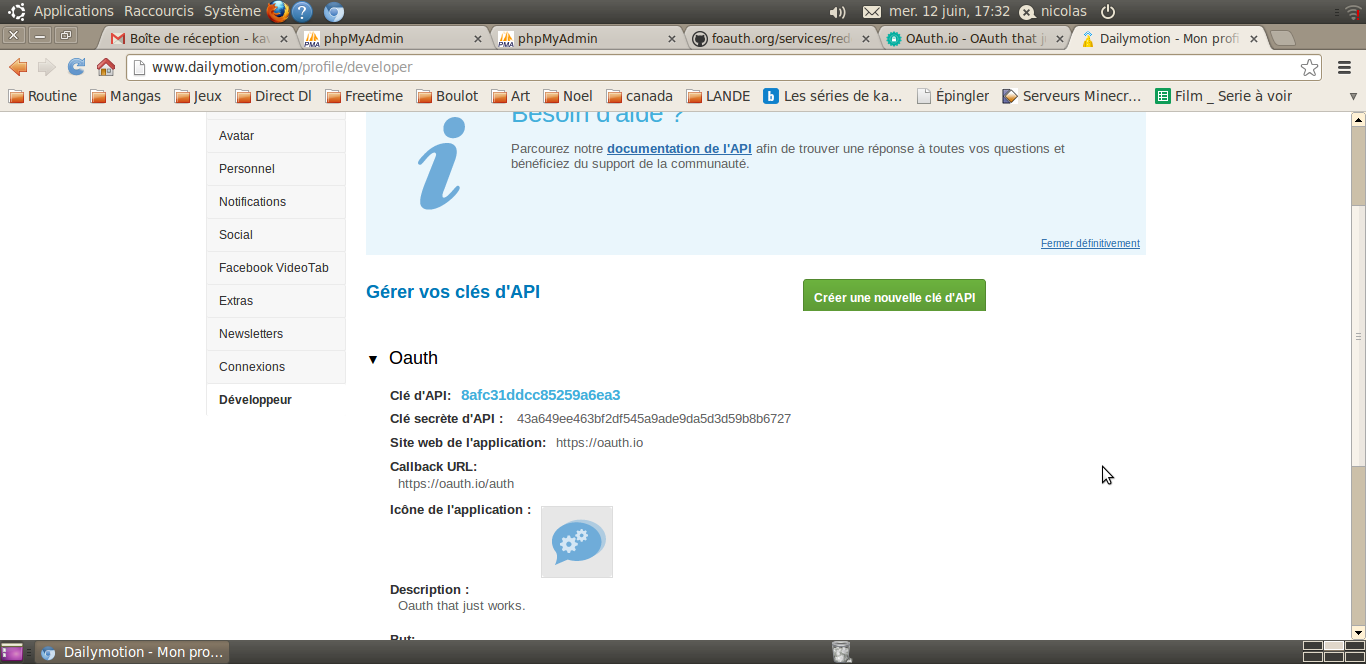 Applications Raccourcis Système
mer. 12 juin, 17:32 nicolas
Boîte de réception - ka
phpMyAdmin
phpMyAdmin
foauth.org/services/red
OAuth.io - OAuth that j
Dailymotion - Mon profi
www.dailymotion.com/profile/developer
Routine Mangas Jeux Direct Dl Freetime Boulot Art Noel canada LANDE Les séries de ka... Épingler Serveurs Minecr... Film _ Serie à voir
Besoin d'aide ?
Parcourez notre documentation de l'API afin de trouver une réponse à toutes vos questions et
bénéficiez du support de la communauté.
Fermer définitivement
Avatar
Personnel
Notifications
Social
Facebook VideoTab
Extras
Newsletters
Connexions
Développeur
Gérer vos clés d'API
Créer une nouvelle clé d'API
Oauth
Clé d'API: 8afc31ddcc85259a6ea3
Clé secrète d'API : 43a649ee463bf2df545a9ade9da5d3d59b8b6727
Site web de l'application: https://oauth.io
Callback URL:
https://oauth.io/auth
Icône de l'application :
Description :
Oauth that just works.
But:
Dailymotion - Mon pro...